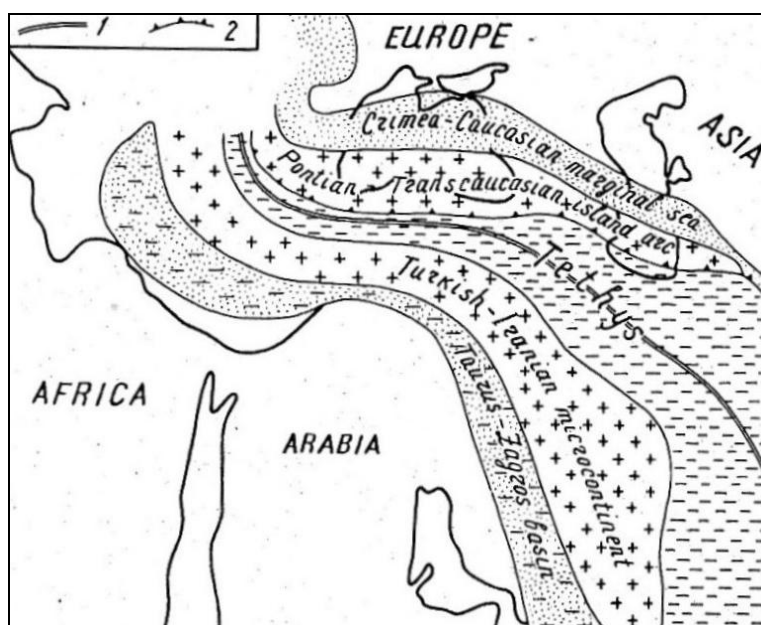 1 2
EUROPE
ASIA
Crimea-Caucasian marginal sea
Pontian-Transcaucasian island arc
Tethys
Turkish-Iranian microcontinent
Taurus-Zagros basin
AFRICA
ARABIA